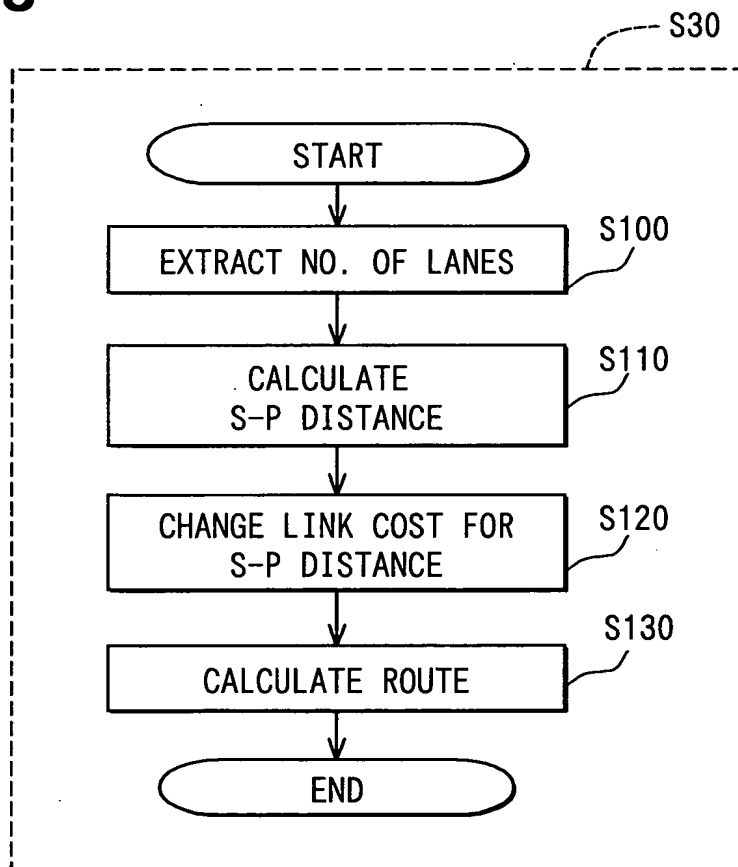 S30
START
EXTRACT NO. OF LANES
S100
CALCULATE
S-P DISTANCE
S110
CHANGE LINK COST FOR
S-P DISTANCE
S120
CALCULATE ROUTE
S130
END